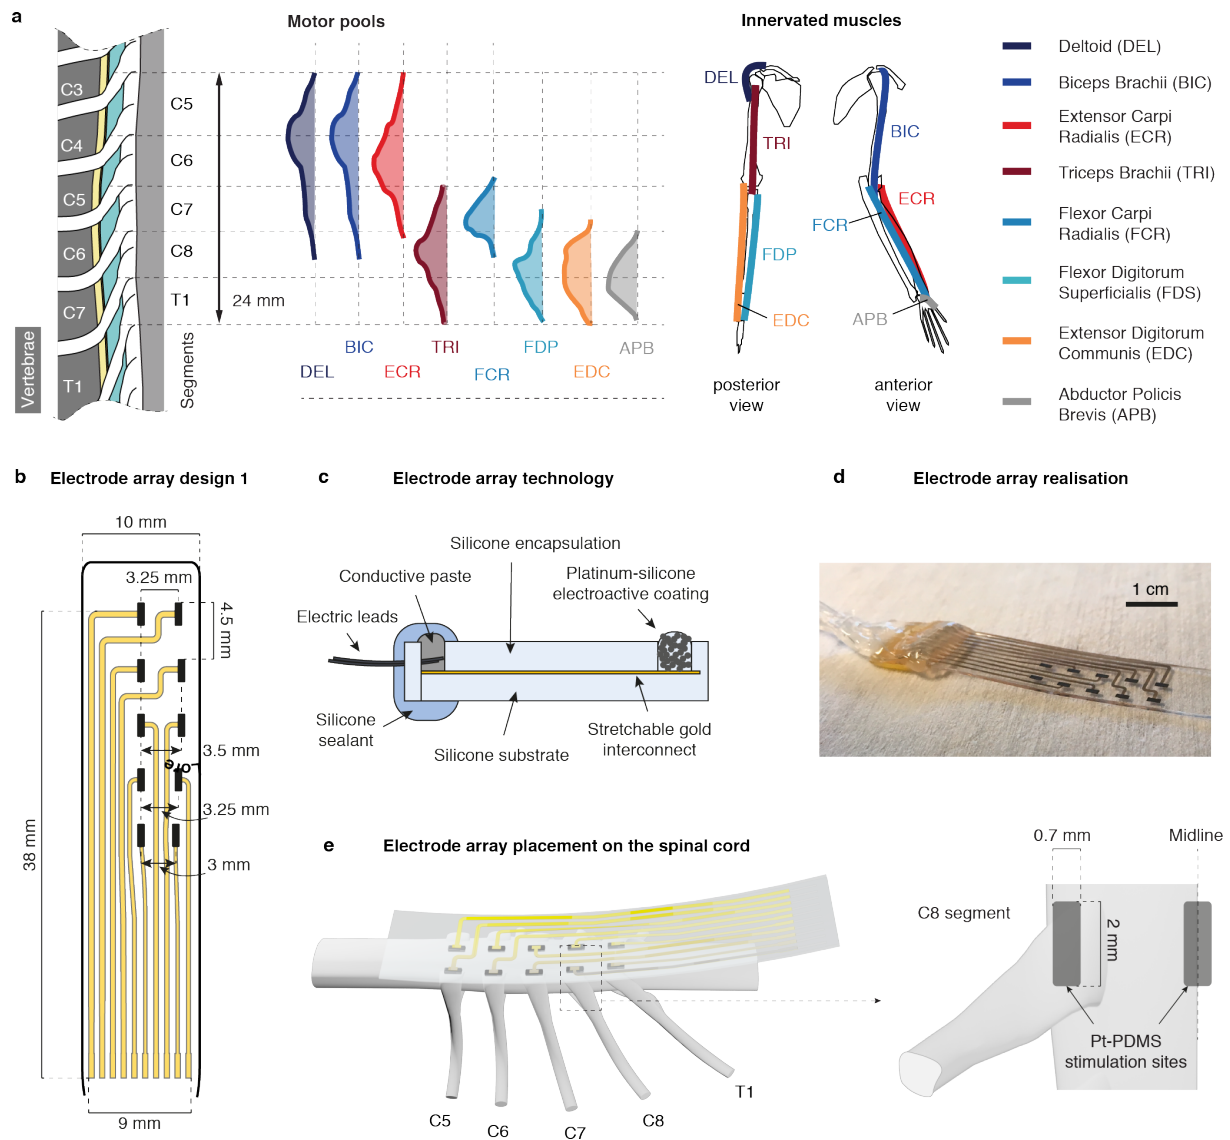 a
Motor pools
Innervated muscles
C3
C4
C5
C6
C7
T1
Vertebrae
C5
C6
C7
C8
T1
Segments
24 mm
DEL
BIC
ECR
TRI
FCR
FDP
EDC
APB
DEL
TRI
FDP
EDC
posterior
view
BIC
ECR
FCR
APB
anterior
view
Deltoid (DEL)
Biceps Brachii (BIC)
Extensor Carpi
Radialis (ECR)
Triceps Brachii (TRI)
Flexor Carpi
Radialis (FCR)
Flexor Digitorum
Superficialis (FDS)
Extensor Digitorum
Communis (EDC)
Abductor Policis
Brevis (APB)
b
Electrode array design 1
10 mm
3.25 mm
4.5 mm
3.5 mm
3.25 mm
3 mm
38 mm
9 mm
c
Electrode array technology
Silicone encapsulation
Conductive paste
Platinum-silicone
electroactive coating
Electric leads
Silicone
sealant
Silicone substrate
Stretchable gold
interconnect
d
Electrode array realisation
1 cm
e
Electrode array placement on the spinal cord
C5
C6
C7
C8
T1
0.7 mm
Midline
C8 segment
2 mm
Pt-PDMS
stimulation sites